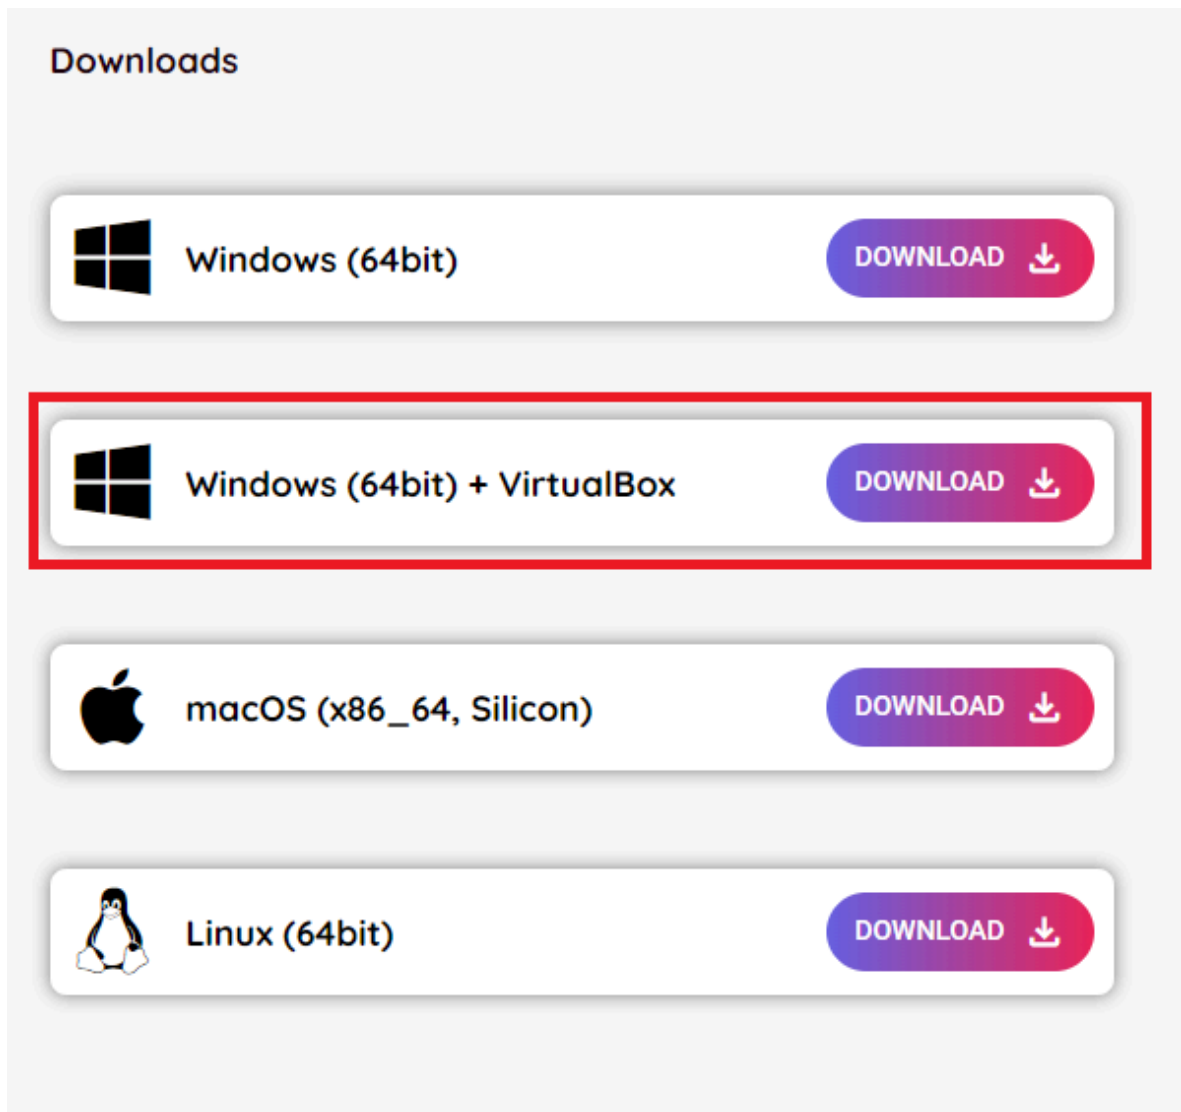 Downloads
Windows (64bit)
DOWNLOAD
Windows (64bit) + VirtualBox
DOWNLOAD
macOS (x86_64, Silicon)
DOWNLOAD
Linux (64bit)
DOWNLOAD